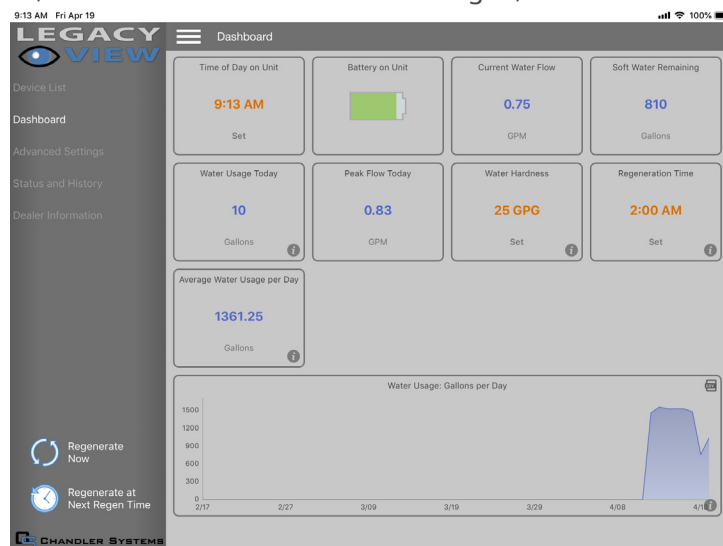 9:13 AM Fri Apr 19
100%
LEGACY
VIEW
Dashboard
Device List
Dashboard
Advanced Settings
Status and History
Dealer Information
Regenerate
Now
Regenerate at
Next Regen Time
CHANDLER SYSTEMS
Time of Day on Unit
9:13 AM
Set
Battery on Unit
Current Water Flow
0.75
GPM
Soft Water Remaining
810
Gallons
Water Usage Today
10
Gallons
Peak Flow Today
0.83
GPM
Water Hardness
25 GPG
Set
Regeneration Time
2:00 AM
Set
Average Water Usage per Day
1361.25
Gallons
Water Usage: Gallons per Day
1500
1200
900
600
300
0
2/17 2/27 3/09 3/19 3/29 4/08